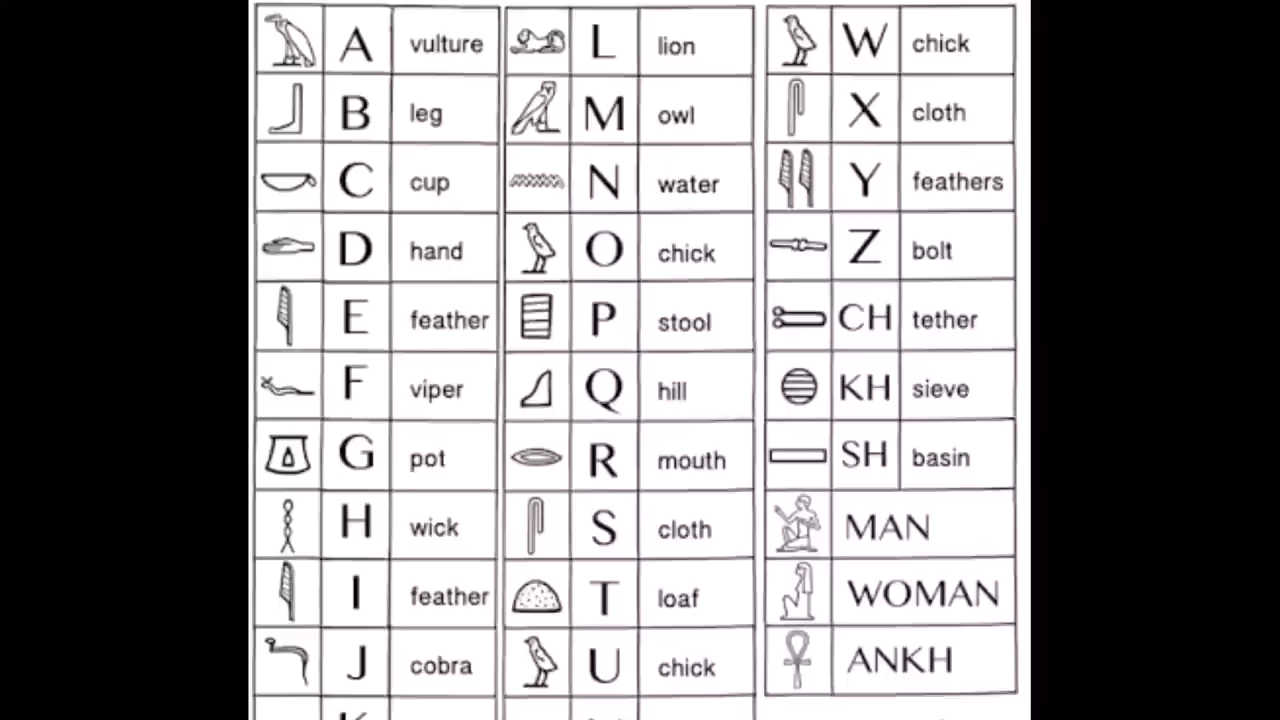 A vulture
B leg
C cup
D hand
E feather
F viper
G pot
H wick
I feather
J cobra
L lion
M owl
N water
O chick
P stool
Q hill
R mouth
S cloth
T loaf
U chick
W chick
X cloth
Y feathers
Z bolt
CH tether
KH sieve
SH basin
MAN
WOMAN
ANKH